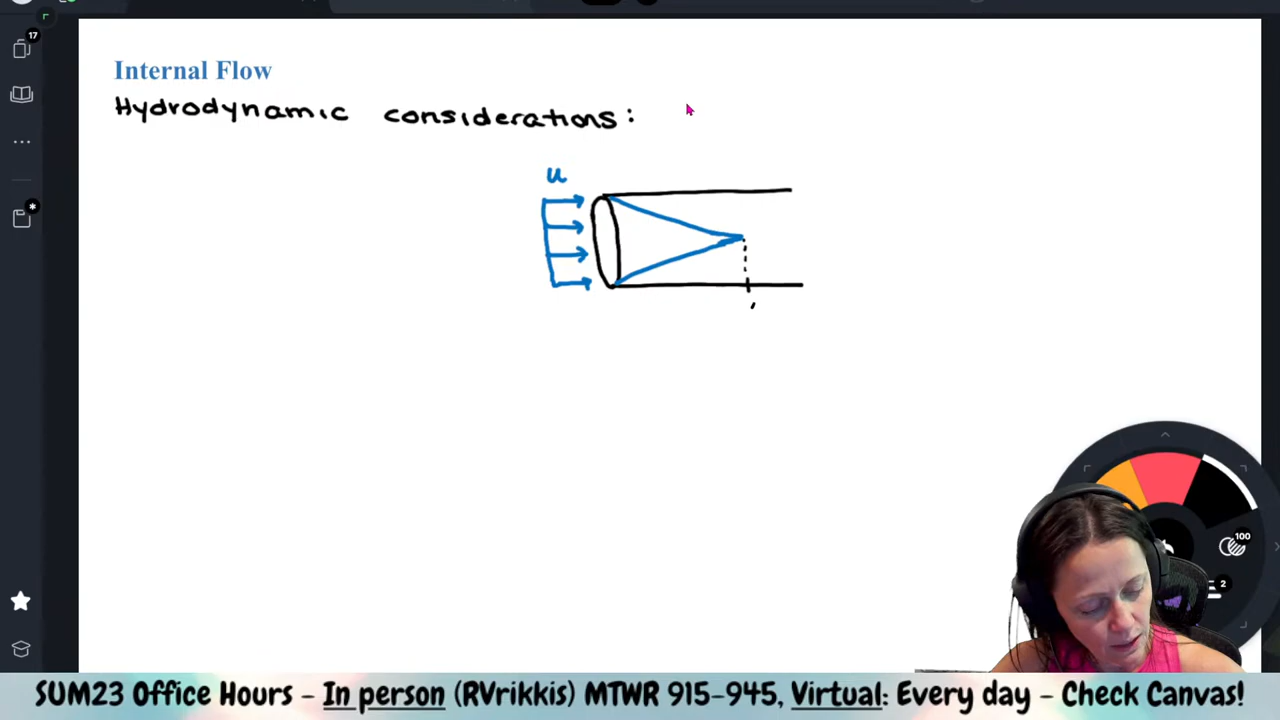 17
Internal Flow
Hydrodynamic considerations:
u
100
2
SUM23 Office Hours - In person (RVrikkis) MTWR 915-945, Virtual: Every day - Check Canvas!